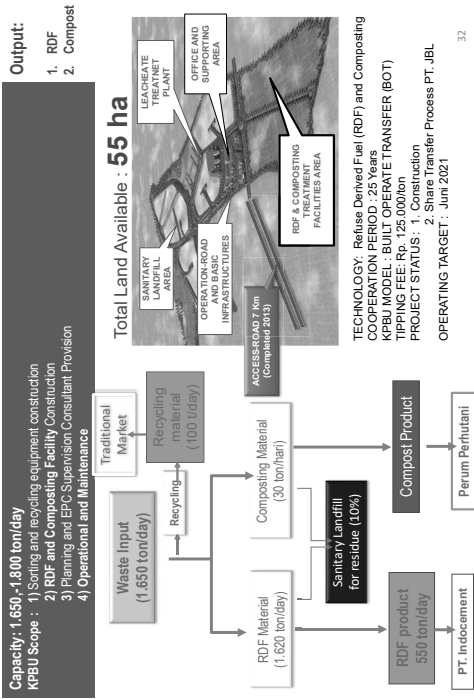 Capacity: 1.650,-1.800 ton/day
KPBU Scope : 1) Sorting and recycling equipment construction
2) RDF and Composting Facility Construction
3) Planning and EPC Supervision Consultant Provision
4) Operational and Maintenance
Output:
1. RDF
2. Compost
Waste Input
(1.650 ton/day)
Recycling
Recycling
material
(100 t/day)
Traditional
Market
RDF Material
(1.620 ton/day)
Composting Material
(30 ton/hari)
Sanitary Landfill
for residue (10%)
RDF product
550 ton/day
Compost Product
PT. Indocement
Perum Perhutani
Total Land Available : 55 ha
SANITARY
LANDFILL
AREA
LEACHEATE
TREATNET
PLANT
OFFICE AND
SUPPORTING
AREA
OPERATION-ROAD
AND BASIC
INFRASTRUCTURES
RDF & COMPOSTING
TREATMENT
FACILITIES AREA
ACCESS-ROAD 7 Km
(Completed 2013)
TECHNOLOGY: Refuse Derived Fuel (RDF) and Composting
COOPERATION PERIOD : 25 Years
KPBU MODEL : BUILT OPERATE TRANSFER (BOT)
TIPPING FEE: Rp. 125.000/ton
PROJECT STATUS : 1. Construction
2. Share Transfer Process PT. JBL
OPERATING TARGET : Juni 2021
32